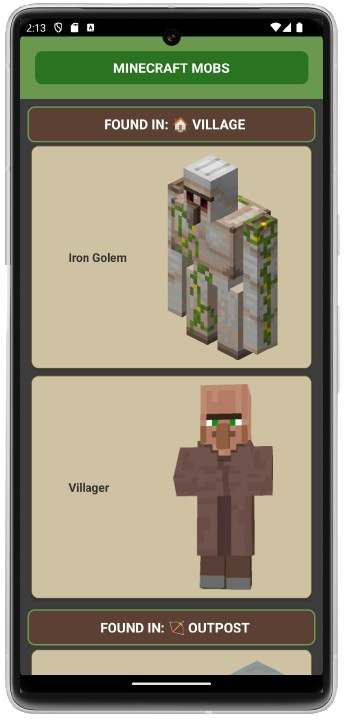 2:13
MINECRAFT MOBS
FOUND IN: 🏠 VILLAGE
Iron Golem
Villager
FOUND IN: 🏹 OUTPOST